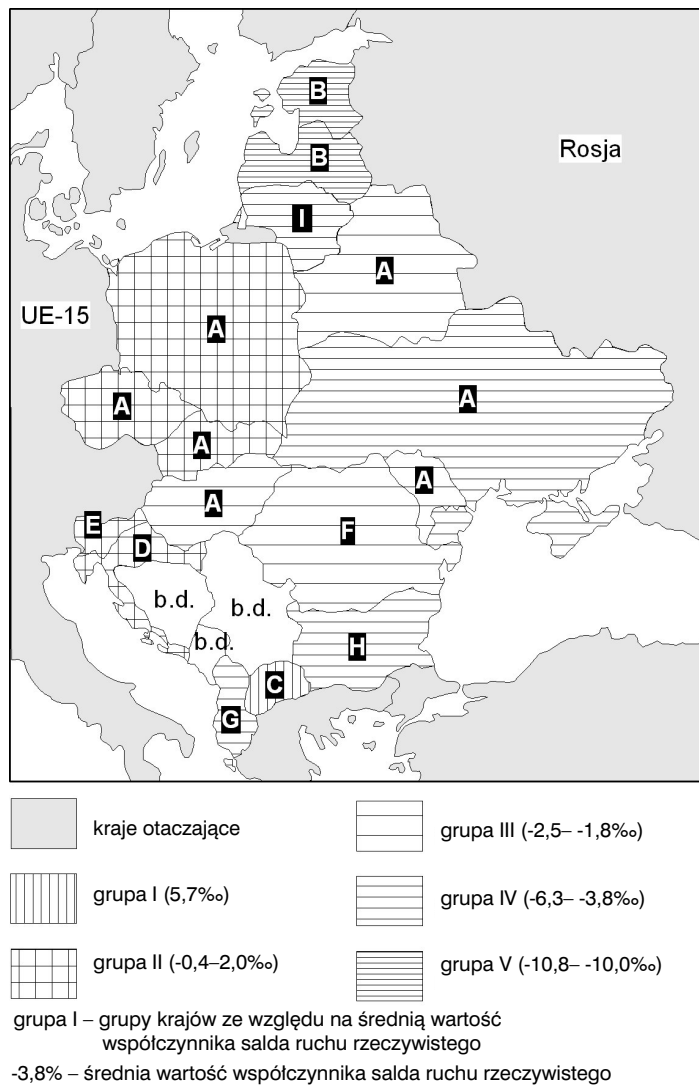 B
B
Rosja
I
A
UE-15
A
A
A
A
A
A
E
D
F
b.d.
b.d.
b.d.
H
C
G
kraje otaczające
grupa III (-2,5– -1,8‰)
grupa I (5,7‰)
grupa IV (-6,3– -3,8‰)
grupa II (-0,4–2,0‰)
grupa V (-10,8– -10,0‰)
grupa I – grupy krajów ze względu na średnią wartość
współczynnika salda ruchu rzeczywistego
-3,8% – średnia wartość współczynnika salda ruchu rzeczywistego